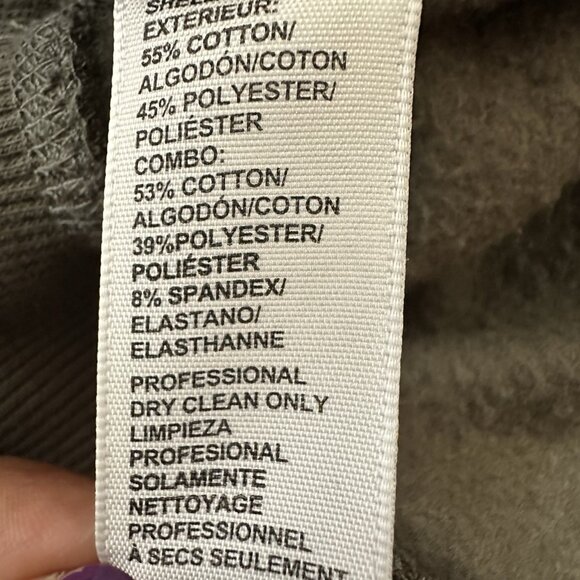 EXTERIEUR:
55% COTTON/
ALGODÓN/COTON
45% POLYESTER/
POLIÉSTER
COMBO:
53% COTTON/
ALGODÓN/COTON
39%POLYESTER/
POLIÉSTER
8% SPANDEX/
ELASTANO/
ELASTHANNE
PROFESSIONAL
DRY CLEAN ONLY
LIMPIEZA
PROFESIONAL
SOLAMENTE
NETTOYAGE
PROFESSIONNEL
À SECS SEULEMENT